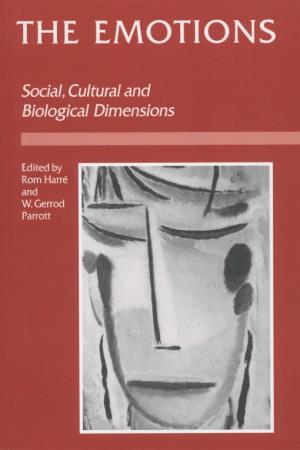 THE EMOTIONS
Social, Cultural and
Biological Dimensions
Edited by
Rom Harré
and
W. Gerrod
Parrott